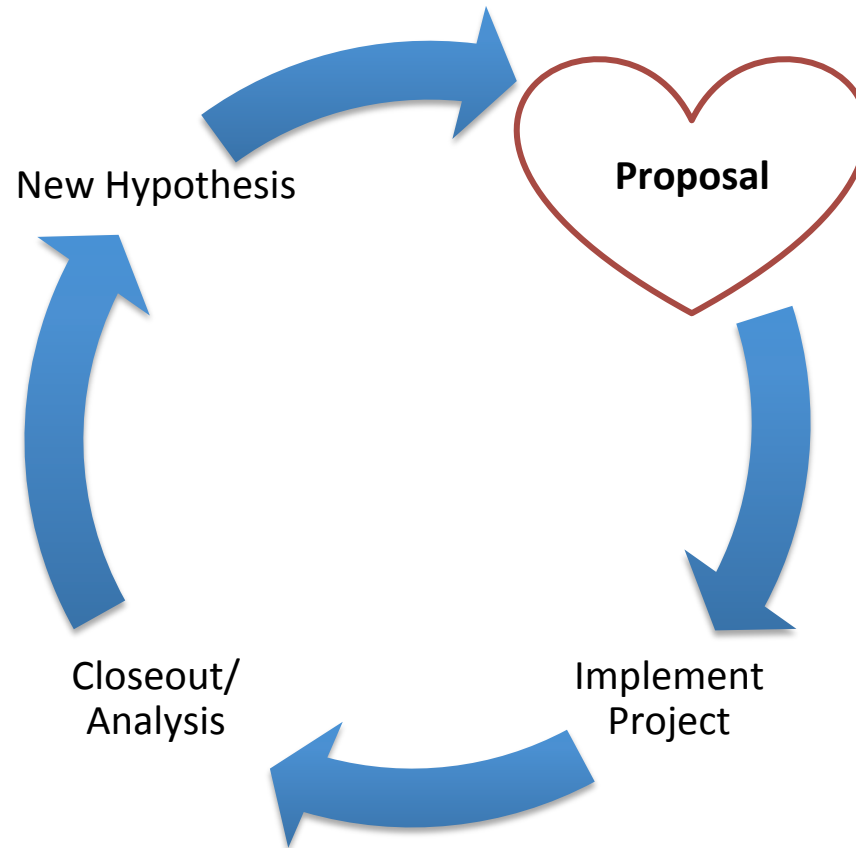 Proposal
New Hypothesis
Closeout/
Analysis
Implement
Project